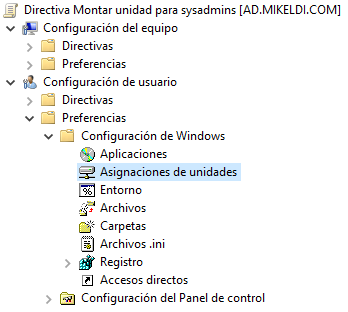 Directiva Montar unidad para sysadmins [AD.MIKELDI.COM]
Configuración del equipo
Directivas
Preferencias
Configuración de usuario
Directivas
Preferencias
Configuración de Windows
Aplicaciones
Asignaciones de unidades
Entorno
Archivos
Carpetas
Archivos .ini
Registro
Accesos directos
Configuración del Panel de control